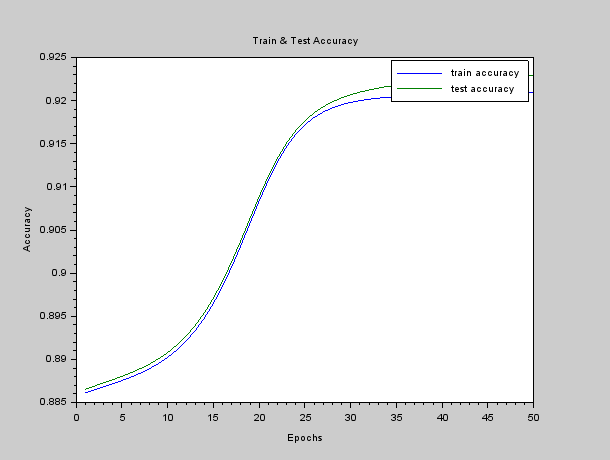 Train & Test Accuracy
0.925
0.92
0.915
0.91
0.905
0.9
0.895
0.89
0.885
Accuracy
train accuracy
test accuracy
0 5 10 15 20 25 30 35 40 45 50
Epochs